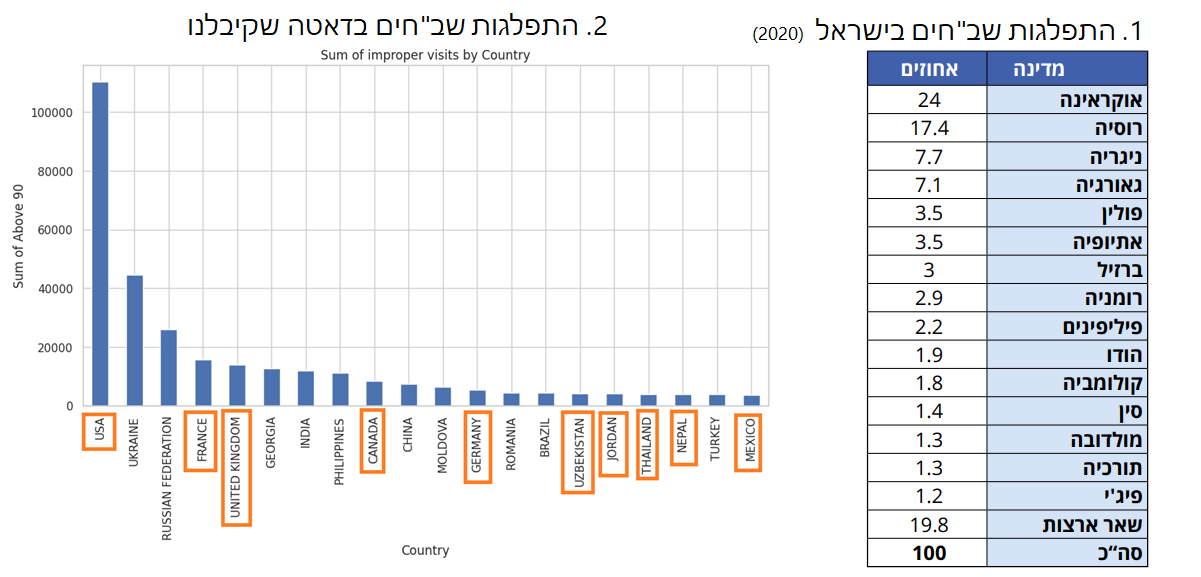 1. התפלגות שב"חים בישראל (2020)
מדינה אחוזים
אוקראינה 24
רוסיה 17.4
ניגריה 7.7
גאורגיה 7.1
פולין 3.5
אתיופיה 3.5
ברזיל 3
רומניה 2.9
פיליפינים 2.2
הודו 1.9
קולומביה 1.8
סין 1.4
מולדובה 1.3
תורכיה 1.3
פיג'י 1.2
שאר ארצות 19.8
סה“כ 100
2. התפלגות שב"חים בדאטה שקיבלנו
Sum of improper visits by Country
Sum of Above 90
100000
80000
60000
40000
20000
0
USA
UKRAINE
RUSSIAN FEDERATION
FRANCE
UNITED KINGDOM
GEORGIA
INDIA
PHILIPPINES
CANADA
CHINA
MOLDOVA
GERMANY
ROMANIA
BRAZIL
UZBEKISTAN
JORDAN
THAILAND
NEPAL
TURKEY
MEXICO
Country